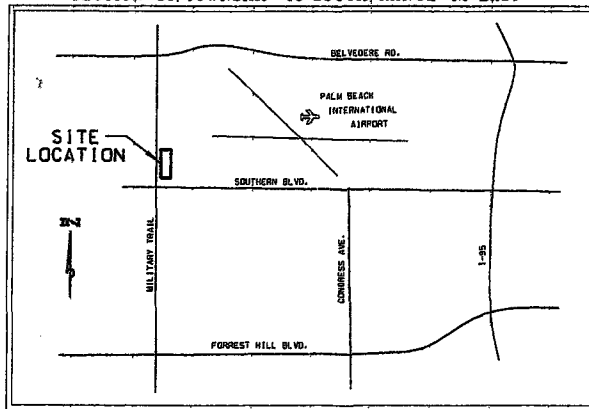 BELVEDERE RD.
PALM BEACH
INTERNATIONAL
AIRPORT
SITE
LOCATION
SOUTHERN BLVD.
MILITARY TRAIL
CONGRESS AVE.
I-95
FORREST HILL BLVD.